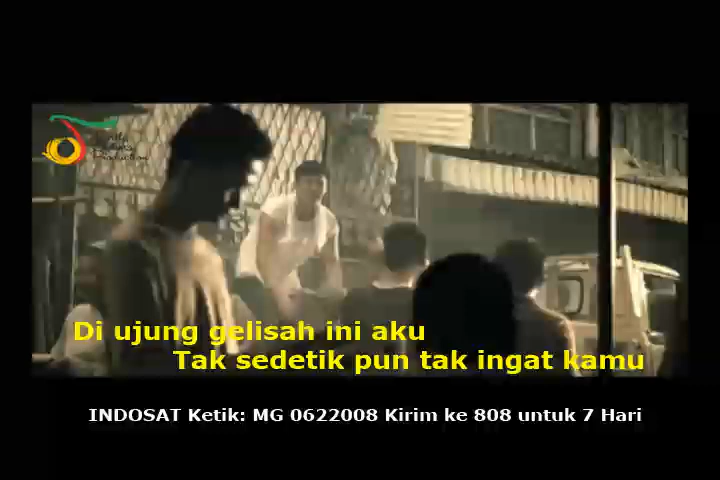 Di ujung gelisah ini aku
Tak sedetik pun tak ingat kamu
INDOSAT Ketik: MG 0622008 Kirim ke 808 untuk 7 Hari